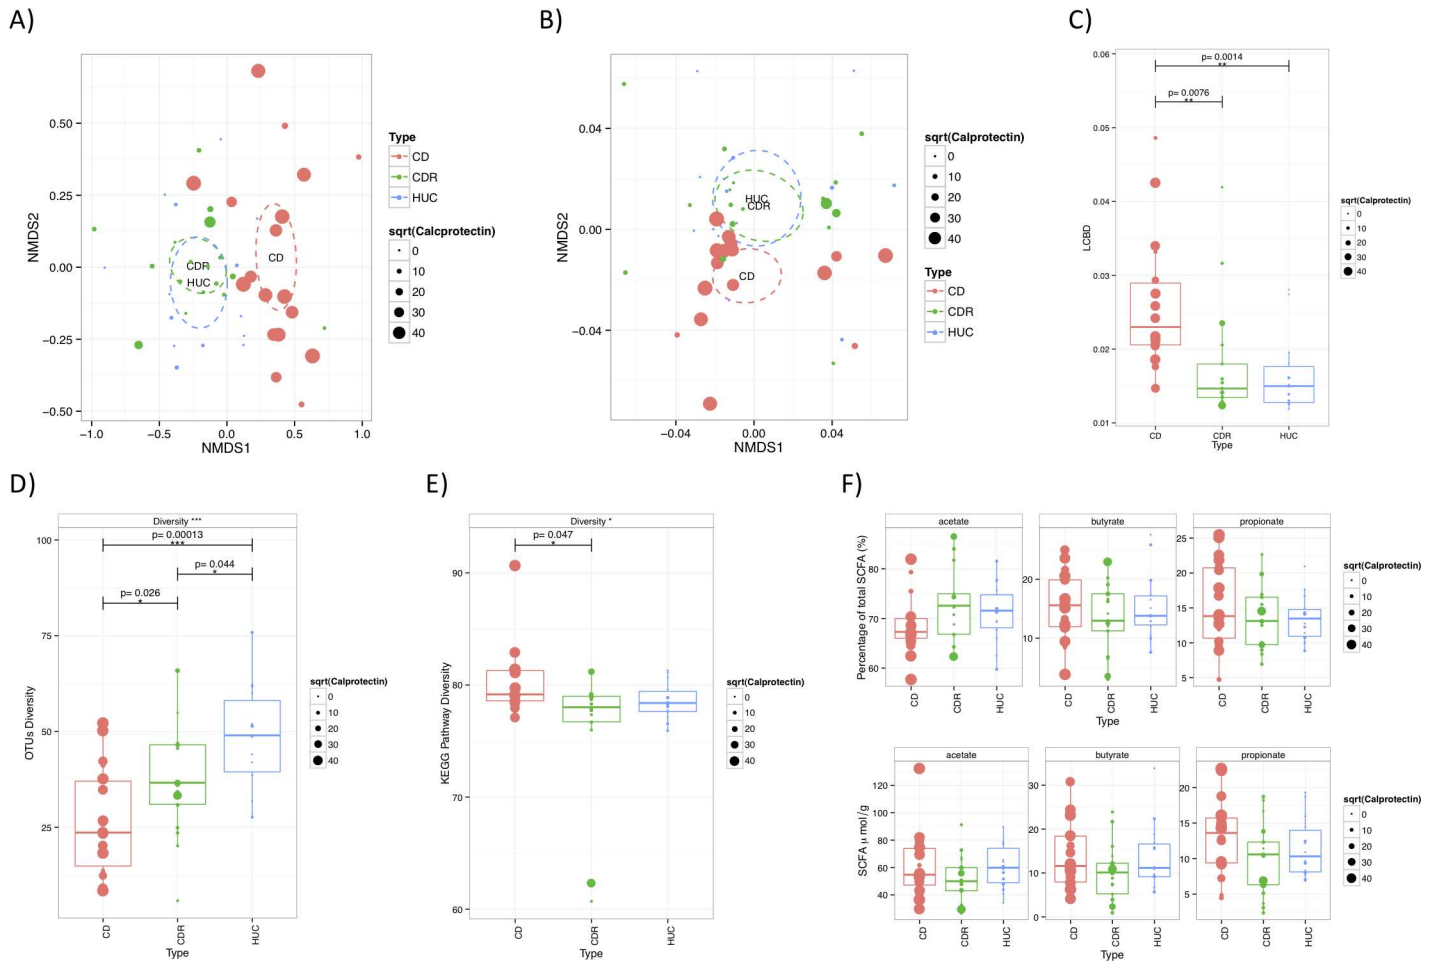 A)
B)
C)
0.50
0.25
0.00
−0.25
−0.50
−1.0
−0.5
0.0
0.5
1.0
NMDS2
NMDS1
CDR
HUC
CD
Type
CD
CDR
HUC
sqrt(Calcprotectin)
0
10
20
30
40
0.04
0.00
−0.04
−0.04
0.00
0.04
NMDS2
NMDS1
HUC
CDR
CD
sqrt(Calprotectin)
0
10
20
30
40
Type
CD
CDR
HUC
0.06
0.05
0.04
0.03
0.02
0.01
LCBD
p= 0.0014
**
p= 0.0076
**
CD
CDR
HUC
Type
sqrt(Calprotectin)
0
10
20
30
40
D)
E)
F)
Diversity ***
p= 0.00013
***
p= 0.044
*
p= 0.026
*
100
75
50
25
OTUs Diversity
CD
CDR
HUC
Type
sqrt(Calprotectin)
0
10
20
30
40
Diversity *
p= 0.047
*
90
80
70
60
KEGG Pathway Diversity
CD
CDR
HUC
Type
sqrt(Calprotectin)
0
10
20
30
40
acetate
butyrate
propionate
Percentage of total SCFA (%)
80
70
60
20
10
25
20
15
10
5
CD
CDR
HUC
CD
CDR
HUC
CD
CDR
HUC
Type
sqrt(Calprotectin)
0
10
20
30
40
acetate
butyrate
propionate
SCFA μ mol/g
120
100
80
60
40
30
20
10
0
20
15
10
5
CD
CDR
HUC
CD
CDR
HUC
CD
CDR
HUC
Type
sqrt(Calprotectin)
0
10
20
30
40